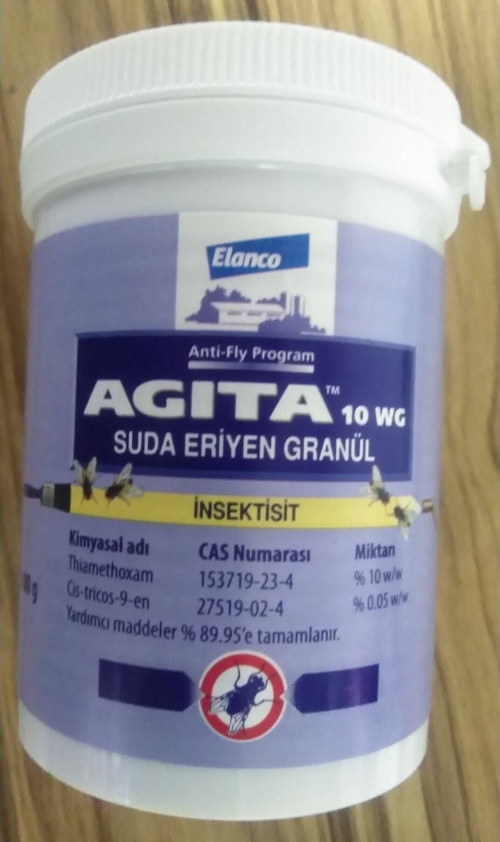 Elanco
Anti-Fly Program
AGITA™ 10 WG
SUDA ERİYEN GRANÜL
İNSEKTİSİT
Kimyasal adı CAS Numarası Miktarı
Thiamethoxam 153719-23-4 % 10 w/w
Cis-tricos-9-en 27519-02-4 % 0.05 w/w
Yardımcı maddeler % 89.95'e tamamlanır.